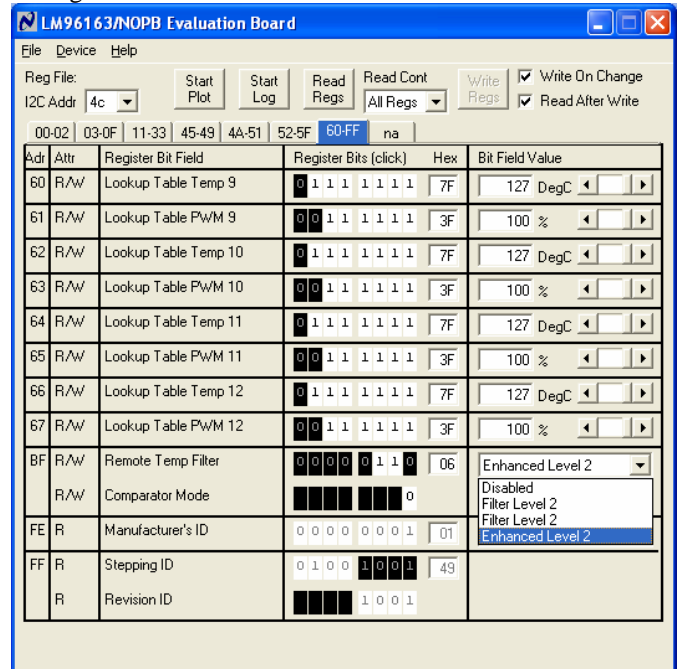 LM96163/NOPB Evaluation Board
File Device Help
Reg File: Start Plot Start Log Read Regs Read Cont Write Regs Write On Change
I2C Addr 4c All Regs Read After Write
00-02 03-0F 11-33 45-49 4A-51 52-5F 60-FF na
Adr Attr Register Bit Field Register Bits (click) Hex Bit Field Value
60 R/W Lookup Table Temp 9 0 1 1 1 1 1 1 1 7F 127 DegC
61 R/W Lookup Table PWM 9 0 0 1 1 1 1 1 1 3F 100 %
62 R/W Lookup Table Temp 10 0 1 1 1 1 1 1 1 7F 127 DegC
63 R/W Lookup Table PWM 10 0 0 1 1 1 1 1 1 3F 100 %
64 R/W Lookup Table Temp 11 0 1 1 1 1 1 1 1 7F 127 DegC
65 R/W Lookup Table PWM 11 0 0 1 1 1 1 1 1 3F 100 %
66 R/W Lookup Table Temp 12 0 1 1 1 1 1 1 1 7F 127 DegC
67 R/W Lookup Table PWM 12 0 0 1 1 1 1 1 1 3F 100 %
BF R/W Remote Temp Filter 0 0 0 0 0 1 1 0 06 Enhanced Level 2
Disabled
Filter Level 2
Filter Level 2
Enhanced Level 2
R/W Comparator Mode 0
FE R Manufacturer's ID 0 0 0 0 0 0 0 1 01
FF R Stepping ID 0 1 0 0 1 0 0 1 49
R Revision ID 1 0 0 1